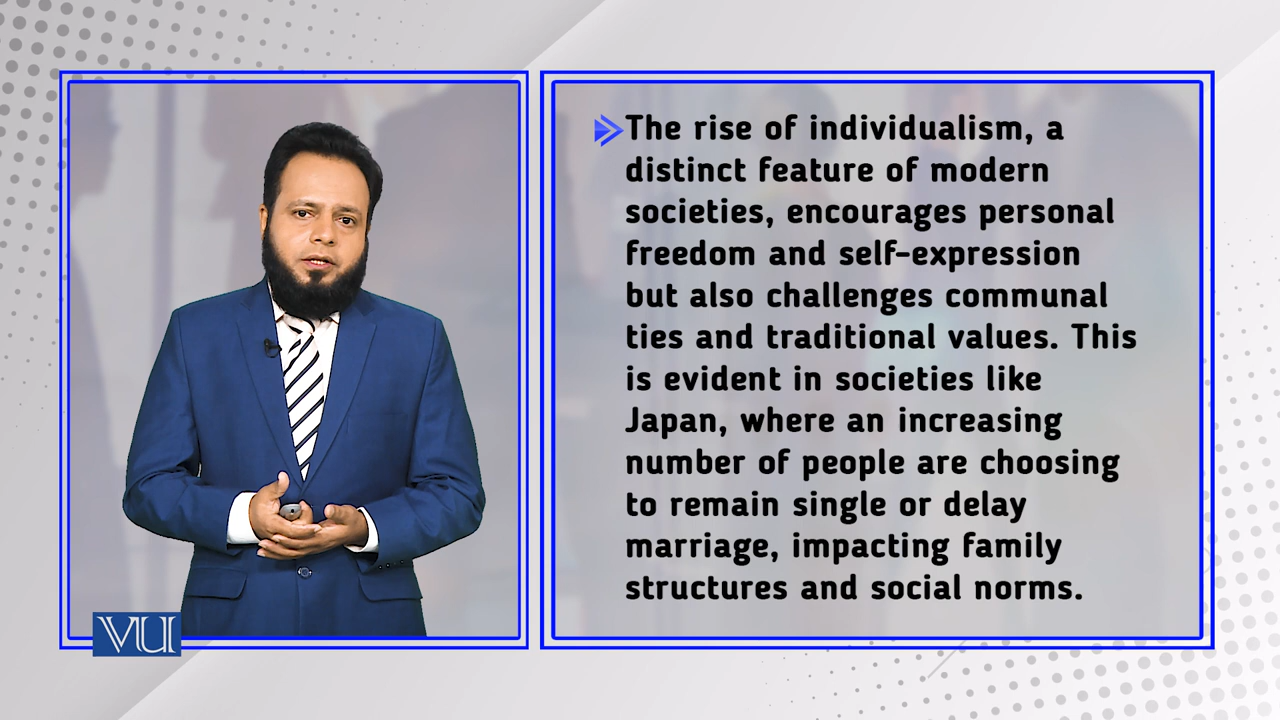 The rise of individualism, a
distinct feature of modern
societies, encourages personal
freedom and self-expression
but also challenges communal
ties and traditional values. This
is evident in societies like
Japan, where an increasing
number of people are choosing
to remain single or delay
marriage, impacting family
structures and social norms.
VU